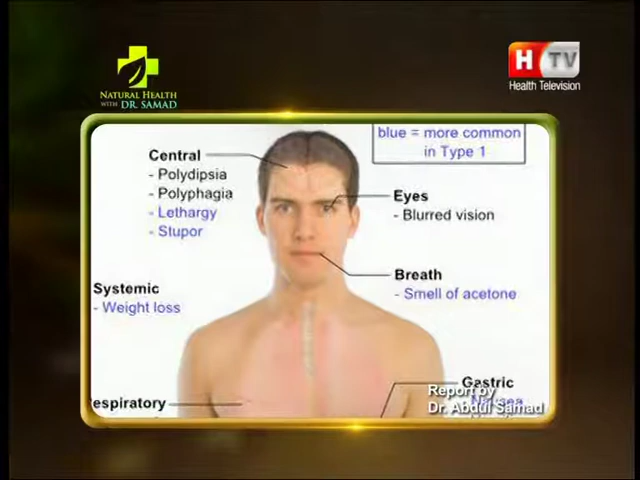 NATURAL HEALTH
WITH DR. SAMAD
H TV
Health Television
blue = more common
in Type 1
Central
- Polydipsia
- Polyphagia
- Lethargy
- Stupor
Eyes
- Blurred vision
Breath
- Smell of acetone
Systemic
- Weight loss
Gastric
Nausea
espiratory
Report by
Dr. Abdul Samad